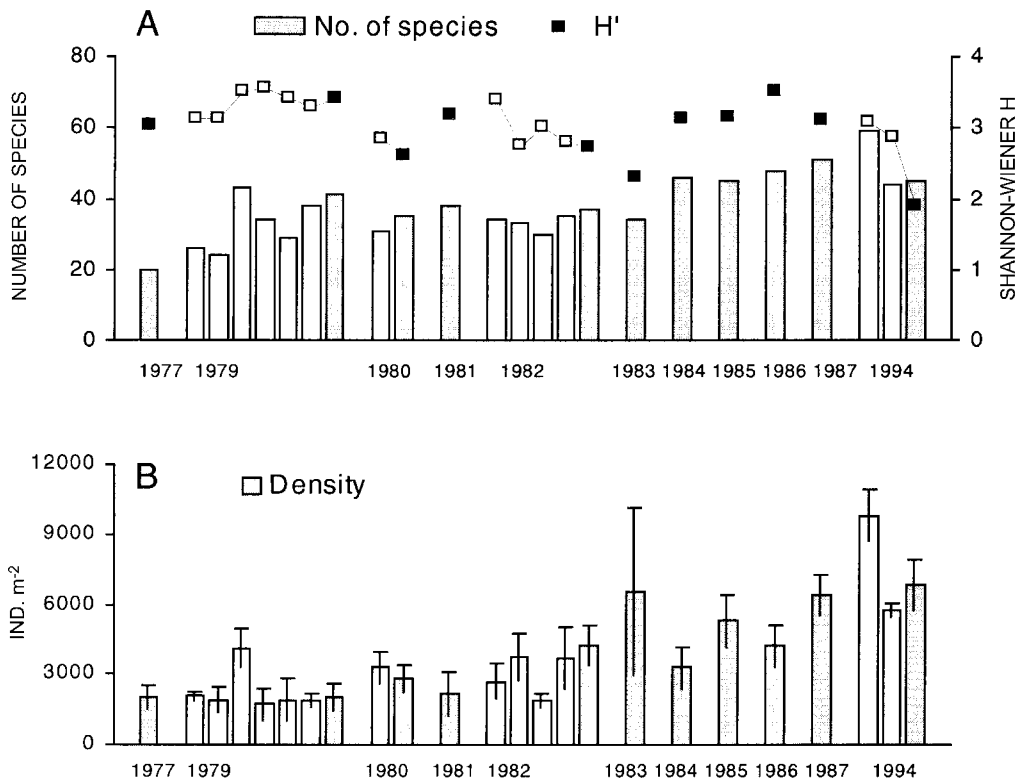 A
No. of species H'
80 4
NUMBER OF SPECIES
60 3
40 2
20 1
0 0
SHANNON-WIENER H
1977 1979 1980 1981 1982 1983 1984 1985 1986 1987 1994
B
Density
12000
9000
IND. m-2
6000
3000
0
1977 1979 1980 1981 1982 1983 1984 1985 1986 1987 1994